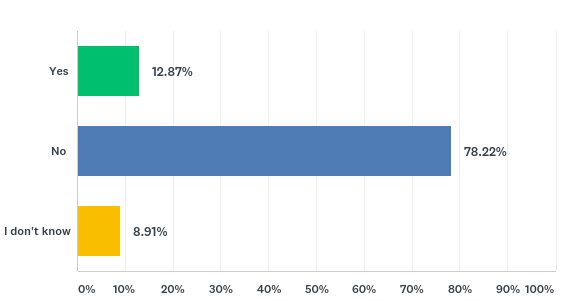 Yes 12.87%
No 78.22%
I don't know 8.91%
0% 10% 20% 30% 40% 50% 60% 70% 80% 90% 100%